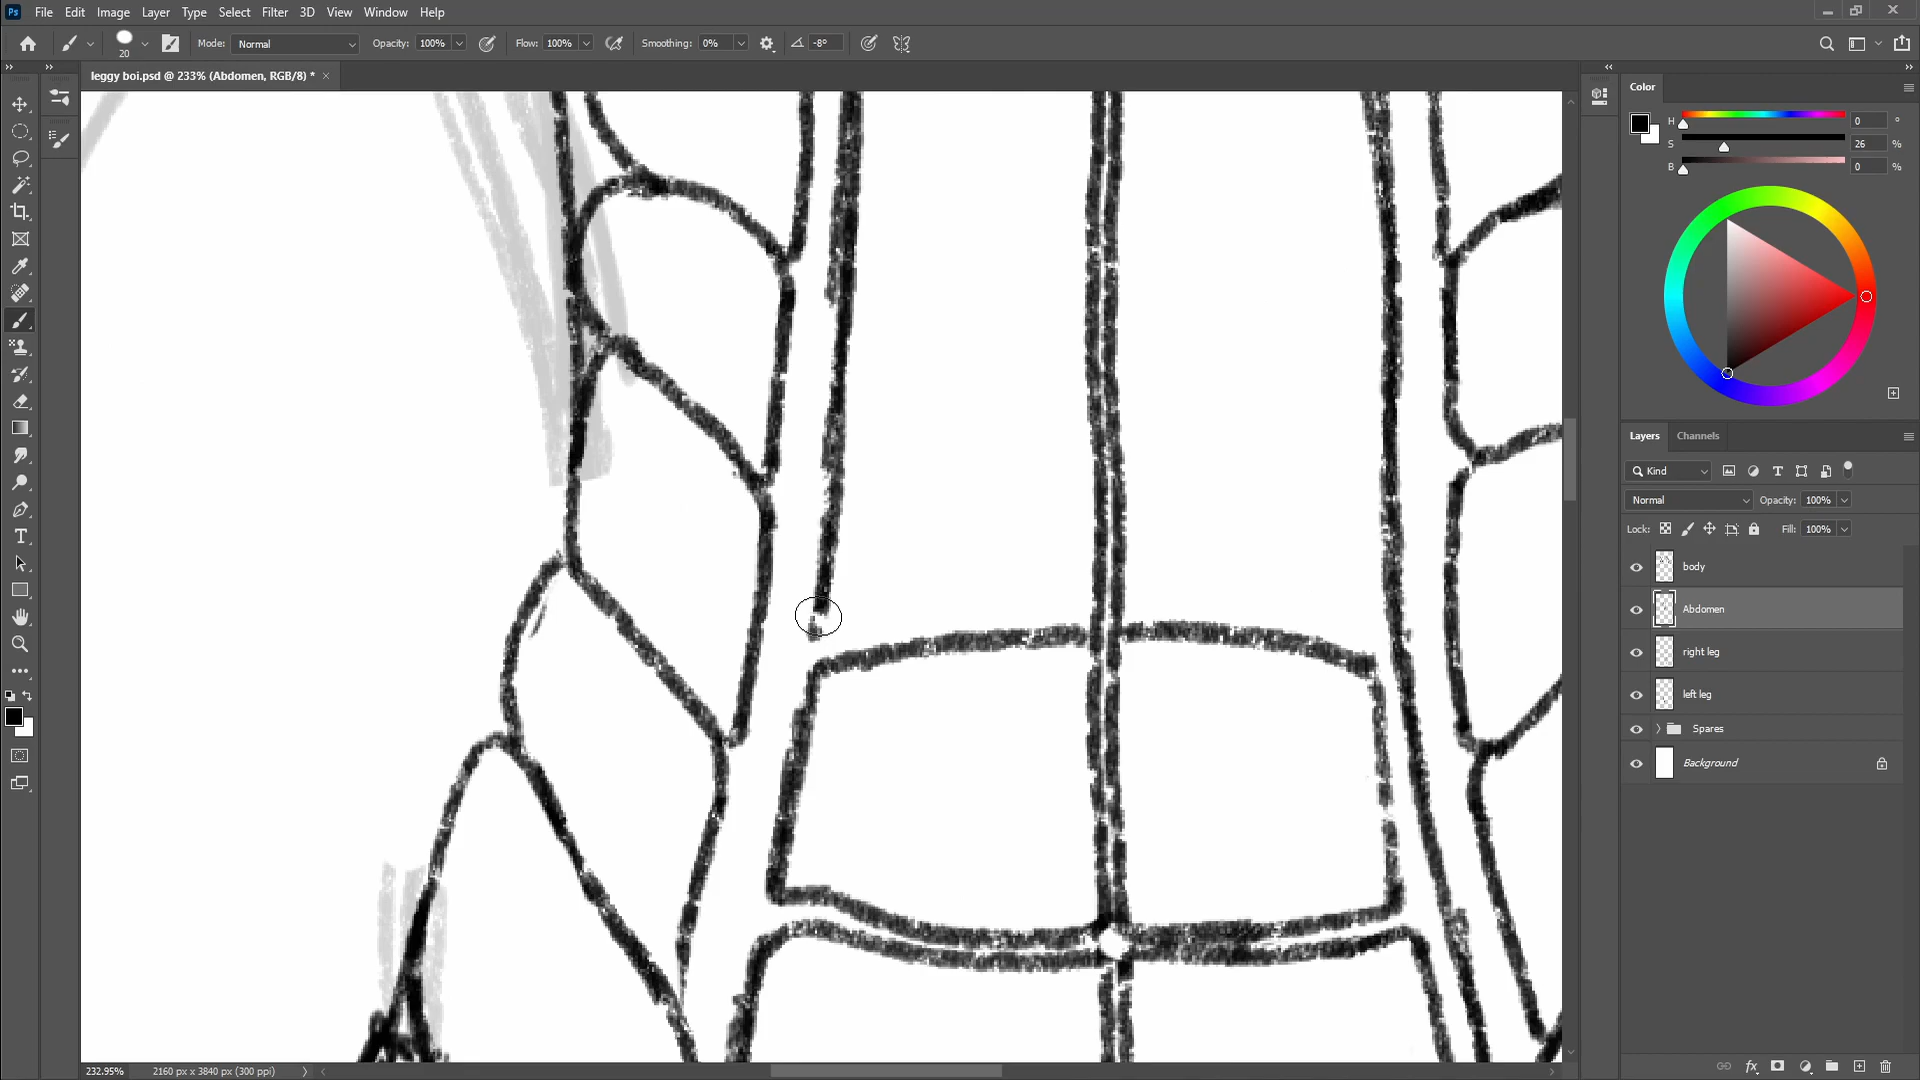 Ps File Edit Image Layer Type Select Filter 3D View Window Help
20 Mode: Normal Opacity: 100% Flow: 100% Smoothing: 0% -8°
leggy boi.psd @ 233% (Abdomen, RGB/8) * ×
Color
H 0 °
S 26 %
B 0 %
Layers Channels
Kind
Normal Opacity: 100%
Lock: Fill: 100%
body
Abdomen
right leg
left leg
Spares
Background
fx
232.95% 2160 px x 3840 px (300 ppi)